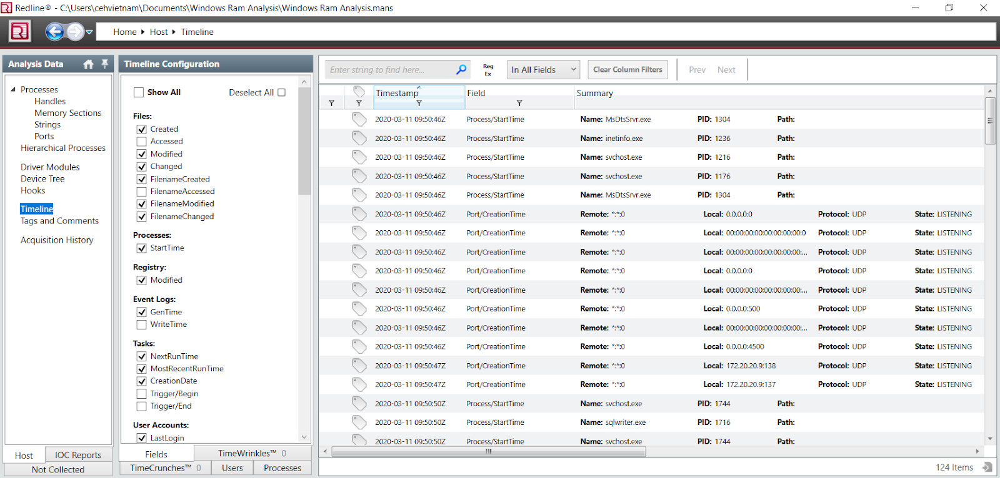 Redline® - C:\Users\cehvietnam\Documents\Windows Ram Analysis\Windows Ram Analysis.mans
Home Host Timeline
Analysis Data
Processes
Handles
Memory Sections
Strings
Ports
Hierarchical Processes
Driver Modules
Device Tree
Hooks
Timeline
Tags and Comments
Acquisition History
Host IOC Reports
Not Collected
Timeline Configuration
Show All Deselect All
Files:
Created
Accessed
Modified
Changed
FilenameCreated
FilenameAccessed
FilenameModified
FilenameChanged
Processes:
StartTime
Registry:
Modified
Event Logs:
GenTime
WriteTime
Tasks:
NextRunTime
MostRecentRunTime
CreationDate
Trigger/Begin
Trigger/End
User Accounts:
LastLogin
Fields TimeWrinkles™ 0
TimeCrunches™ 0 Users Processes
Enter string to find here... Reg Ex In All Fields Clear Column Filters Prev Next
Timestamp Field Summary
2020-03-11 09:50:46Z Process/StartTime Name: MsDtsSrvr.exe PID: 1304 Path:
2020-03-11 09:50:46Z Process/StartTime Name: inetinfo.exe PID: 1236 Path:
2020-03-11 09:50:46Z Process/StartTime Name: svchost.exe PID: 1216 Path:
2020-03-11 09:50:46Z Process/StartTime Name: svchost.exe PID: 1176 Path:
2020-03-11 09:50:46Z Process/StartTime Name: MsDtsSrvr.exe PID: 1304 Path:
2020-03-11 09:50:46Z Port/CreationTime Remote: *:*:0 Local: 0.0.0.0:0 Protocol: UDP State: LISTENING
2020-03-11 09:50:46Z Port/CreationTime Remote: *:*:0 Local: 00:00:00:00:00:00:00:00:0 Protocol: UDP State: LISTENING
2020-03-11 09:50:46Z Port/CreationTime Remote: *:*:0 Local: 00:00:00:00:00:00:00:00:... Protocol: UDP State: LISTENING
2020-03-11 09:50:46Z Port/CreationTime Remote: *:*:0 Local: 0.0.0.0:0 Protocol: UDP State: LISTENING
2020-03-11 09:50:46Z Port/CreationTime Remote: *:*:0 Local: 00:00:00:00:00:00:00:00:... Protocol: UDP State: LISTENING
2020-03-11 09:50:46Z Port/CreationTime Remote: *:*:0 Local: 0.0.0.0:500 Protocol: UDP State: LISTENING
2020-03-11 09:50:46Z Port/CreationTime Remote: *:*:0 Local: 00:00:00:00:00:00:00:00:... Protocol: UDP State: LISTENING
2020-03-11 09:50:46Z Port/CreationTime Remote: *:*:0 Local: 0.0.0.0:4500 Protocol: UDP State: LISTENING
2020-03-11 09:50:47Z Port/CreationTime Remote: *:*:0 Local: 172.20.20.9:138 Protocol: UDP State: LISTENING
2020-03-11 09:50:47Z Port/CreationTime Remote: *:*:0 Local: 172.20.20.9:137 Protocol: UDP State: LISTENING
2020-03-11 09:50:50Z Process/StartTime Name: svchost.exe PID: 1744 Path:
2020-03-11 09:50:50Z Process/StartTime Name: sqlwriter.exe PID: 1716 Path:
2020-03-11 09:50:50Z Process/StartTime Name: svchost.exe PID: 1744 Path:
124 Items